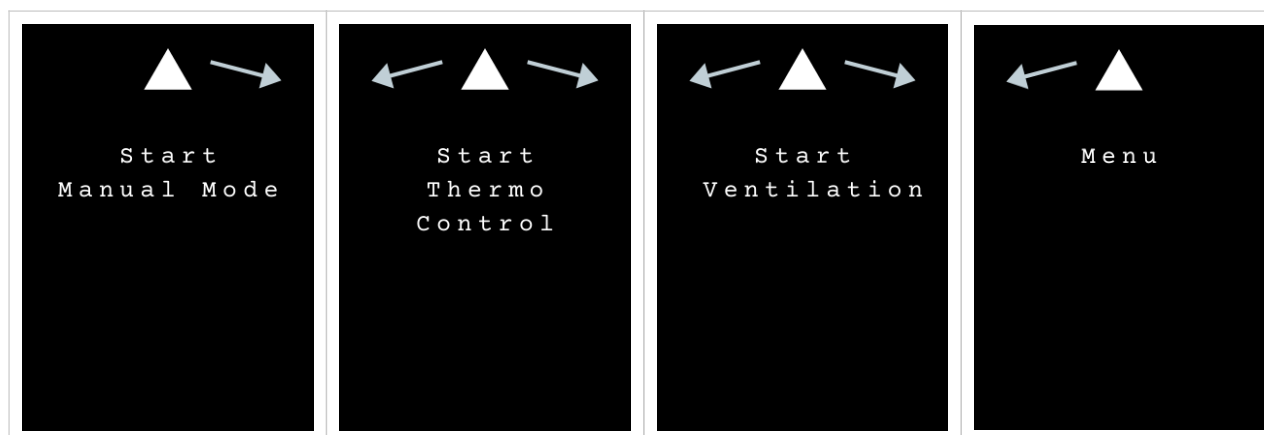 Start
Manual Mode
Start
Thermo
Control
Start
Ventilation
Menu